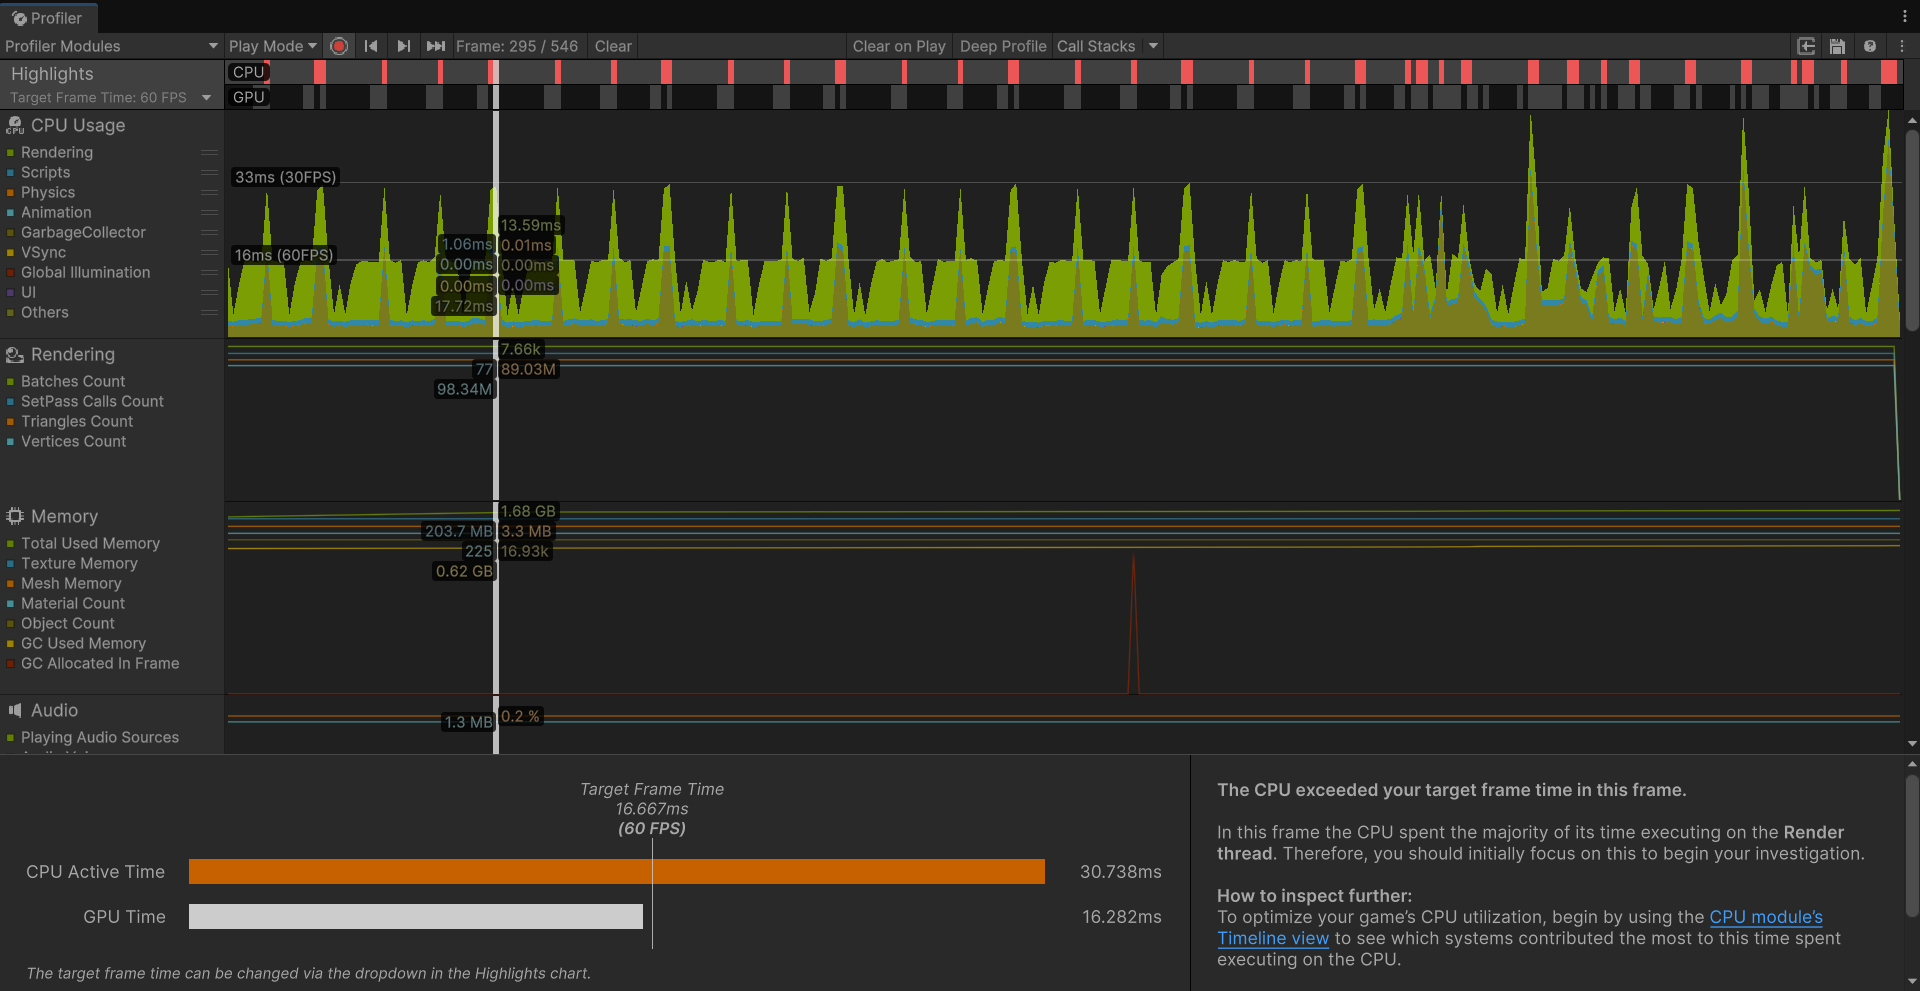 Profiler
Profiler Modules
Play Mode
Frame: 295 / 546
Clear
Clear on Play
Deep Profile
Call Stacks
Highlights
Target Frame Time: 60 FPS
CPU
GPU
CPU Usage
Rendering
Scripts
Physics
Animation
GarbageCollector
VSync
Global Illumination
UI
Others
33ms (30FPS)
16ms (60FPS)
13.59ms
1.06ms
0.01ms
0.00ms
0.00ms
0.00ms
0.00ms
17.72ms
Rendering
Batches Count
SetPass Calls Count
Triangles Count
Vertices Count
7.66k
77
89.03M
98.34M
Memory
Total Used Memory
Texture Memory
Mesh Memory
Material Count
Object Count
GC Used Memory
GC Allocated In Frame
1.68 GB
203.7 MB
3.3 MB
225
16.93k
0.62 GB
Audio
Playing Audio Sources
0.2 %
1.3 MB
Target Frame Time
16.667ms
(60 FPS)
CPU Active Time
30.738ms
GPU Time
16.282ms
The target frame time can be changed via the dropdown in the Highlights chart.
The CPU exceeded your target frame time in this frame.
In this frame the CPU spent the majority of its time executing on the Render
thread. Therefore, you should initially focus on this to begin your investigation.
How to inspect further:
To optimize your game's CPU utilization, begin by using the CPU module's
Timeline view to see which systems contributed the most to this time spent
executing on the CPU.